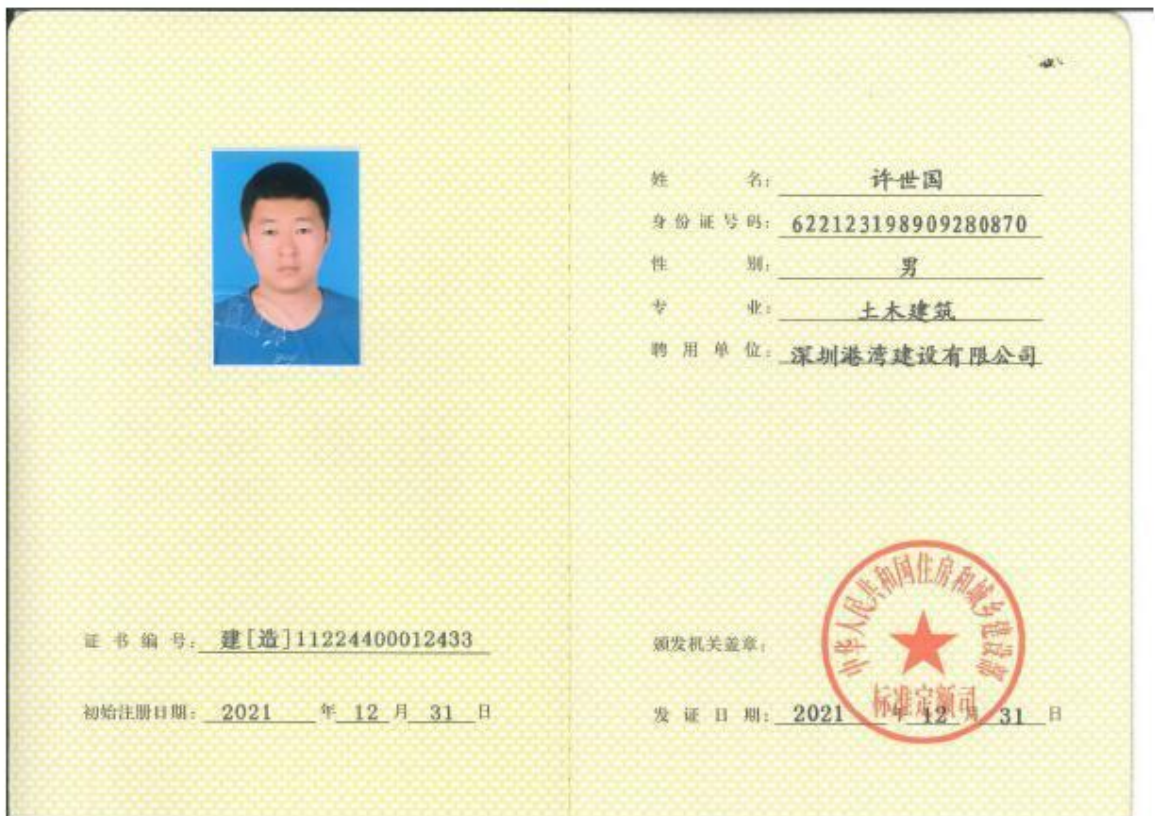 姓名：许世国
身份证号码：622123198909280870
性别：男
专业：土木建筑
聘用单位：深圳港湾建设有限公司
证书编号：建[造]11224400012433
初始注册日期：2021年12月31日
颁发机关盖章：
中华人民共和国住房和城乡建设部
标准定额司
发证日期：2021年12月31日